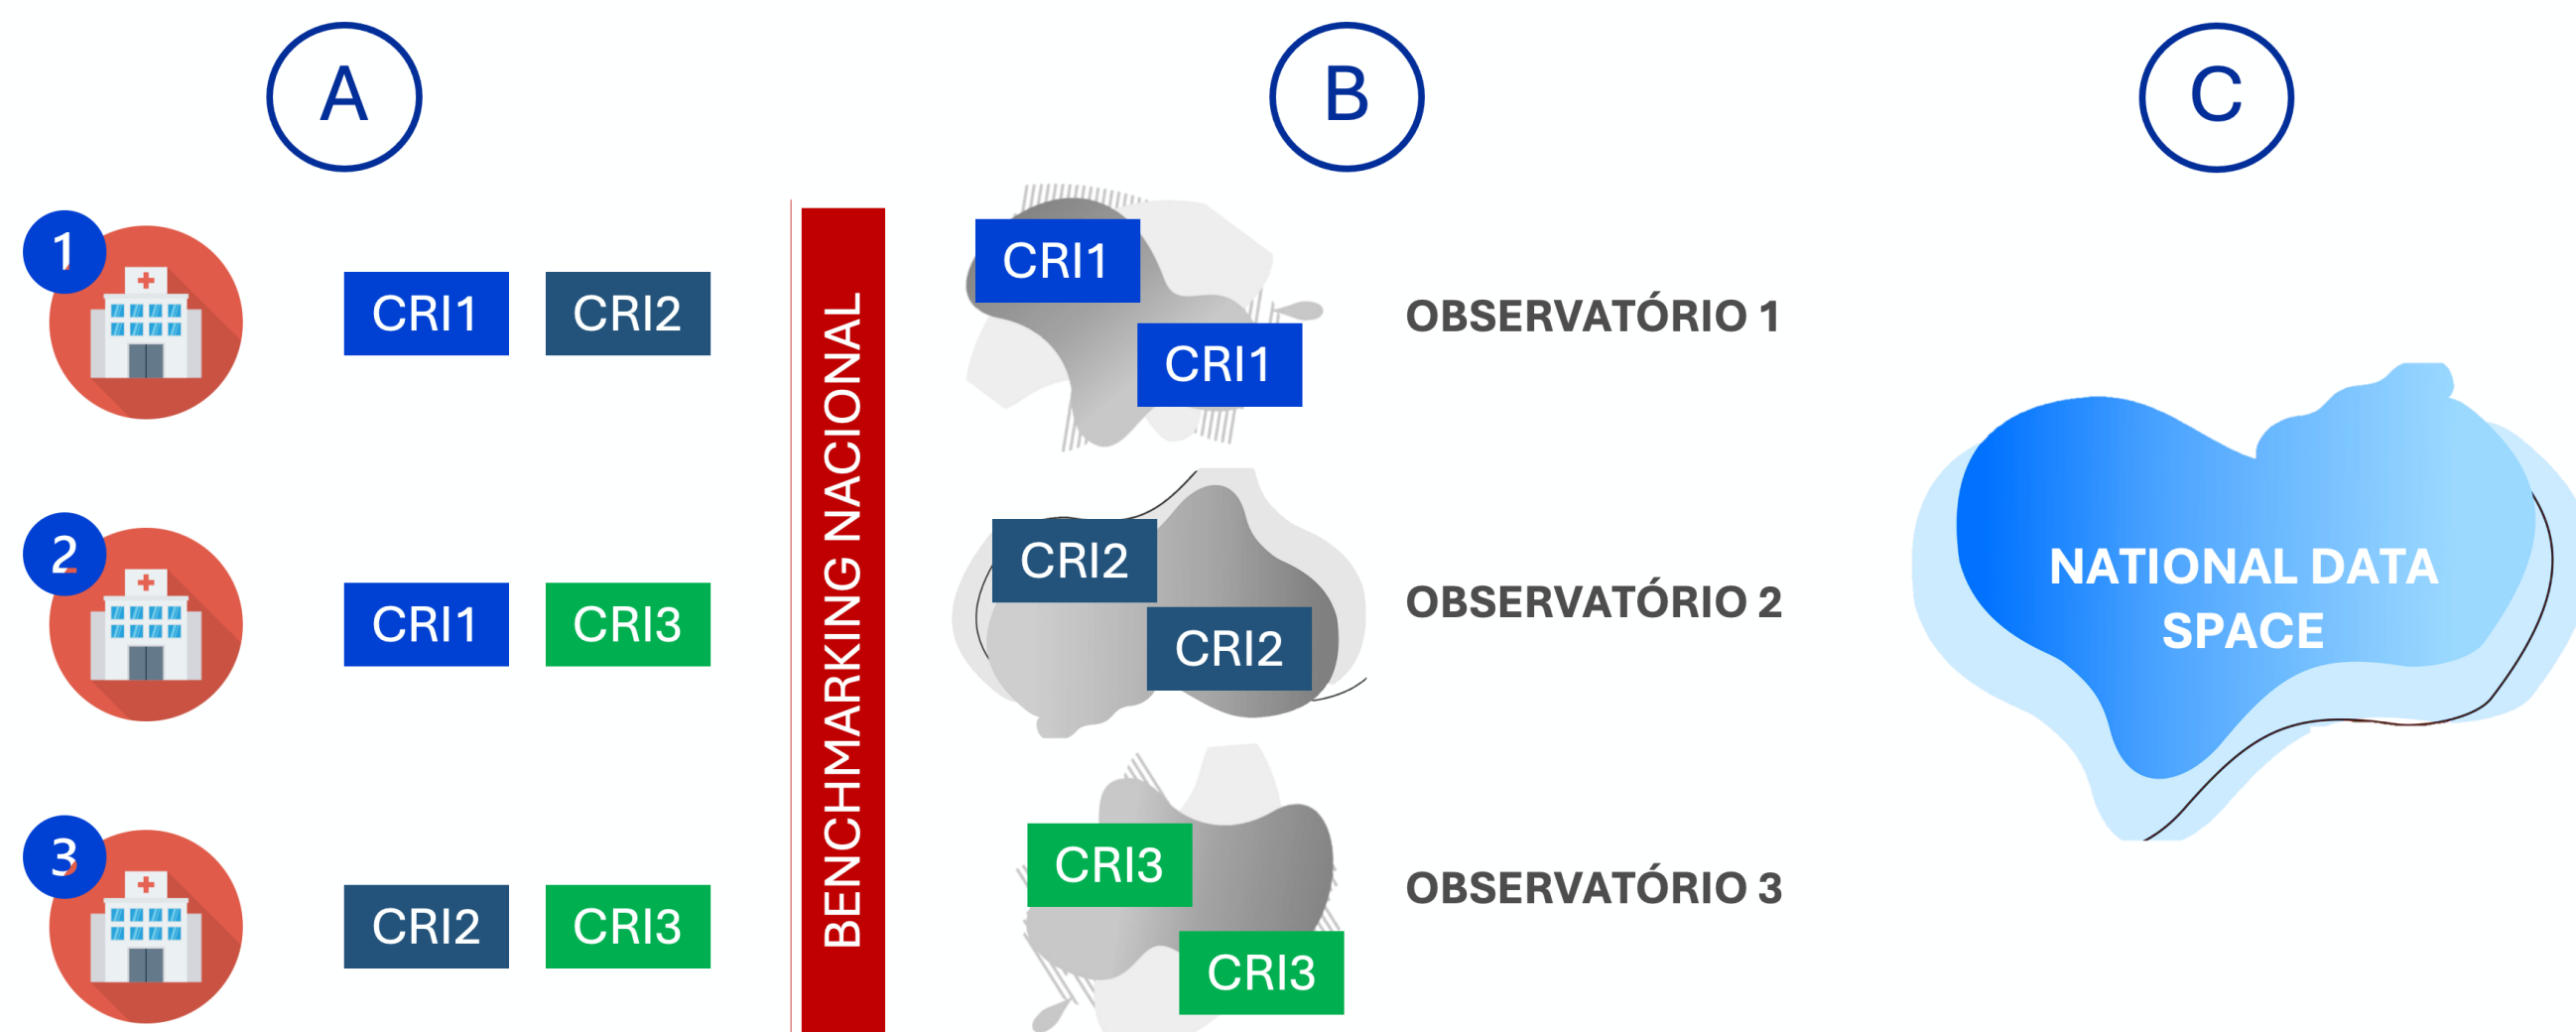 A
B
C
1
CRI1 CRI2
2
CRI1 CRI3
3
CRI2 CRI3
BENCHMARKING NACIONAL
CRI1
CRI1
OBSERVATÓRIO 1
CRI2
CRI2
OBSERVATÓRIO 2
CRI3
CRI3
OBSERVATÓRIO 3
NATIONAL DATA
SPACE